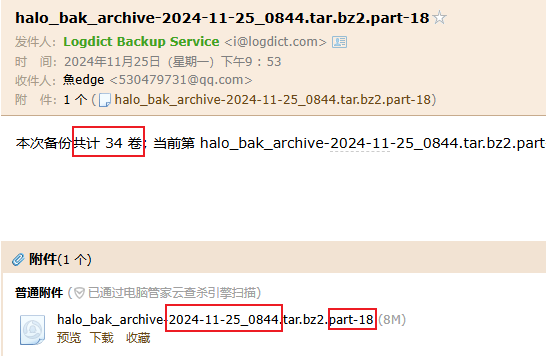 halo_bak_archive-2024-11-25_0844.tar.bz2.part-18
发件人: Logdict Backup Service <i@logdict.com>
时 间: 2024年11月25日 (星期一) 下午9:53
收件人: 魚edge <530479731@qq.com>
附 件: 1 个 (halo_bak_archive-2024-11-25_0844.tar.bz2.part-18)
本次备份共计 34 卷; 当前第 halo_bak_archive-2024-11-25_0844.tar.bz2.part
附件(1 个)
普通附件 (已通过电脑管家云查杀引擎扫描)
halo_bak_archive-2024-11-25_0844.tar.bz2.part-18 (8M)
预览 下载 收藏